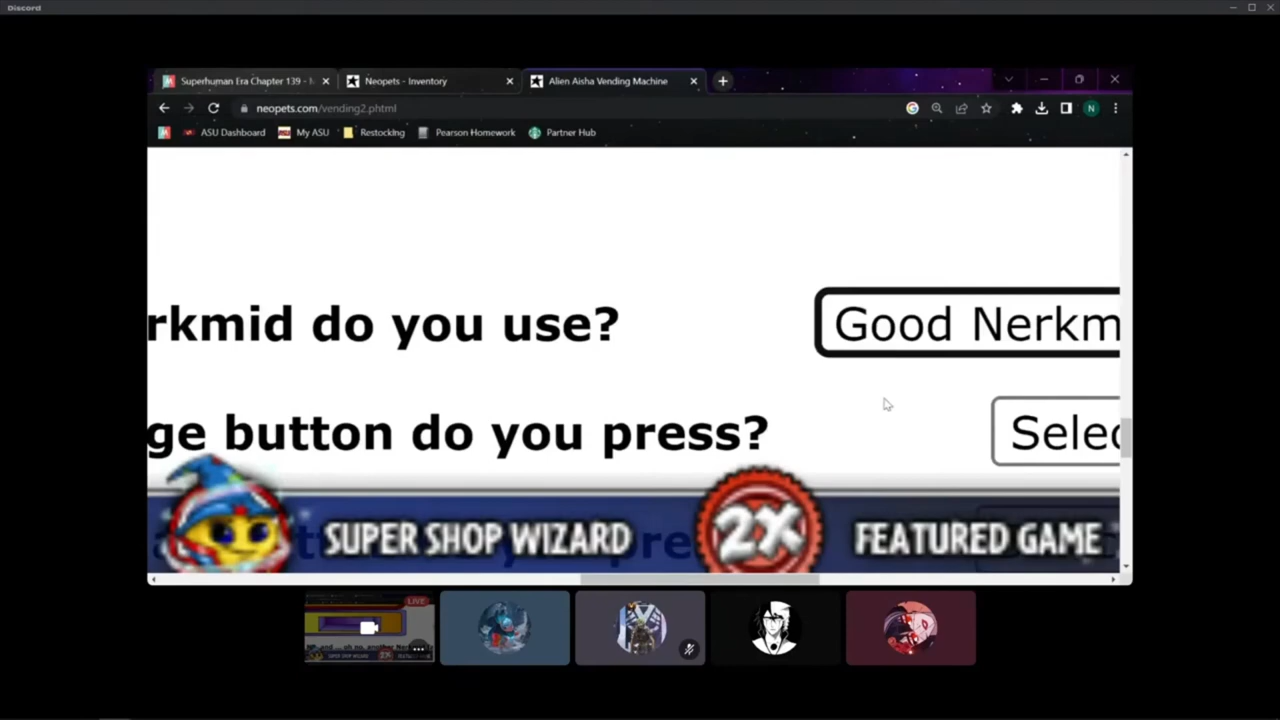 Discord
Superhuman Era Chapter 139 -
Neopets - Inventory
Alien Aisha Vending Machine
neopets.com/vending2.phtml
N
ASU Dashboard
My ASU
Restocking
Pearson Homework
Partner Hub
rkmid do you use?
Good Nerkm
ge button do you press?
Selec
SUPER SHOP WIZARD
2X
FEATURED GAME
LIVE